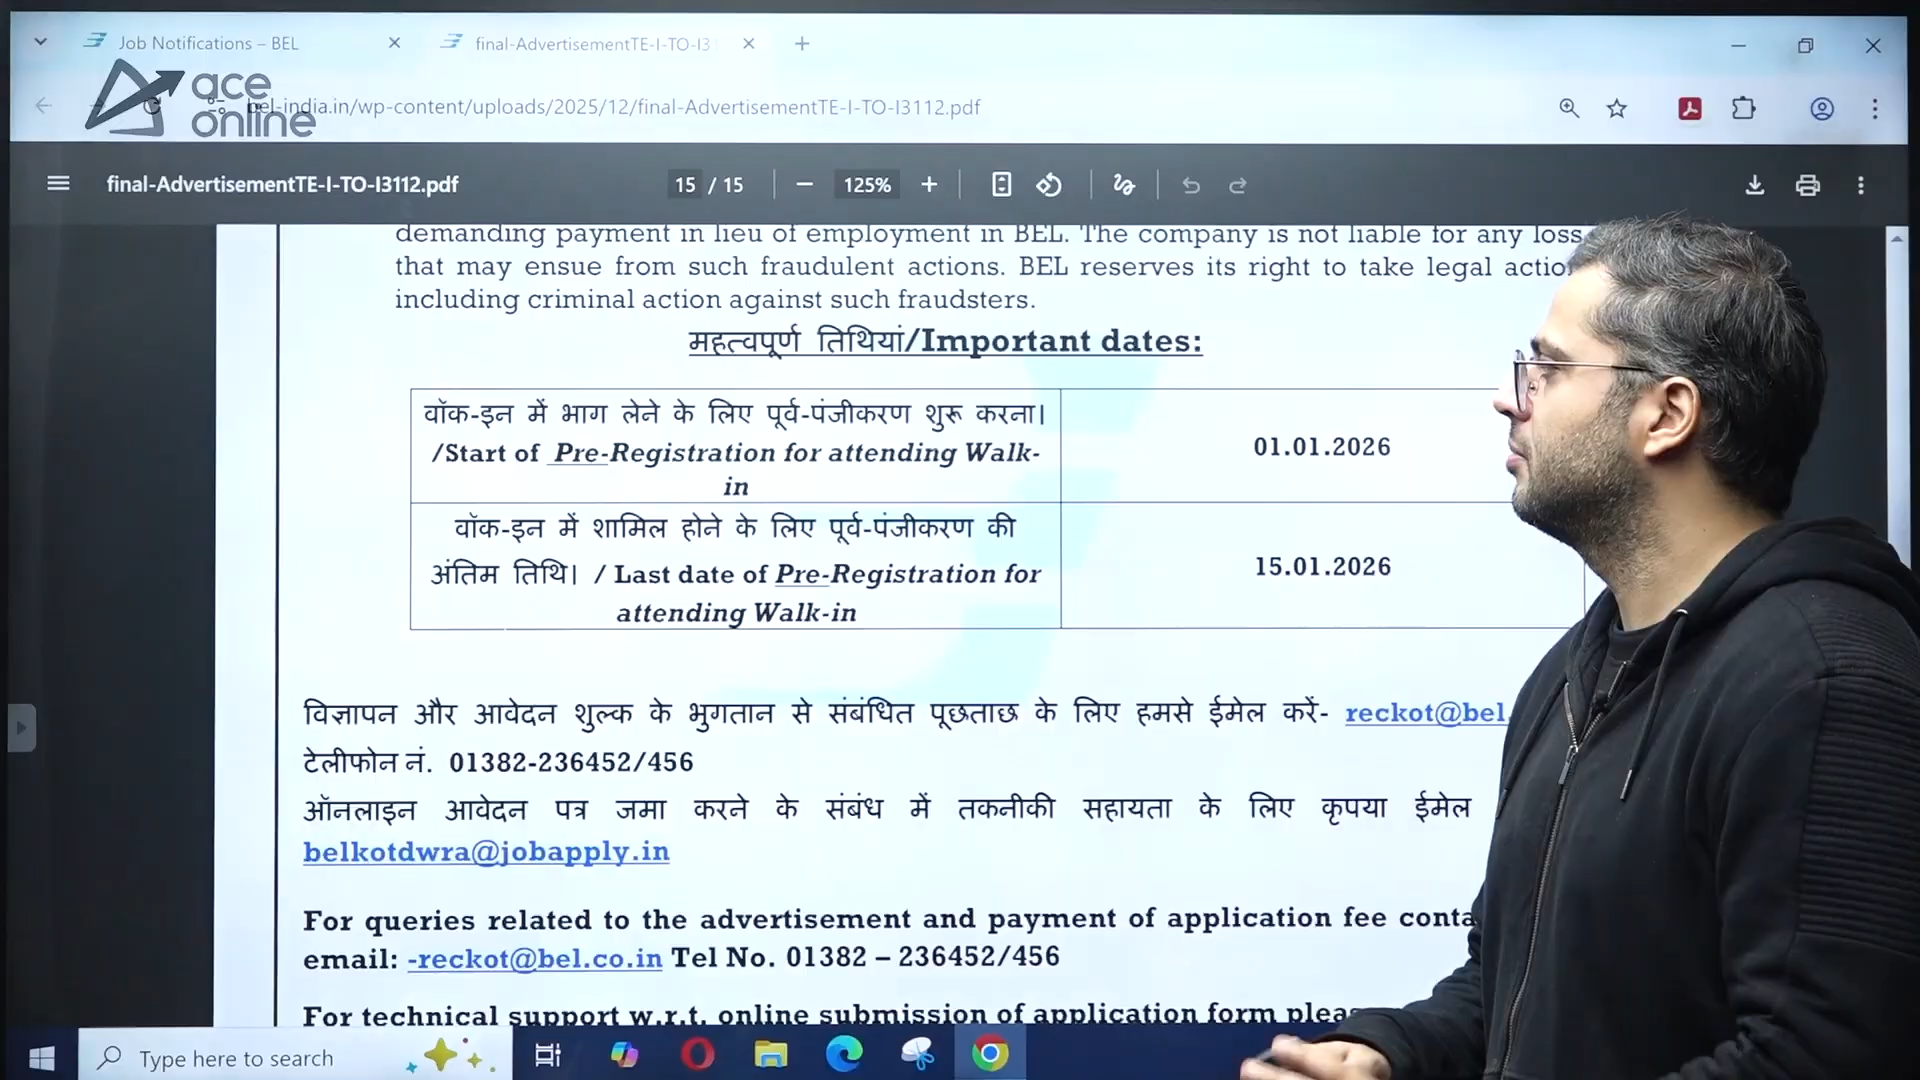 Job Notifications – BEL
final-AdvertisementTE-I-TO-I3
ace
online
bel-india.in/wp-content/uploads/2025/12/final-AdvertisementTE-I-TO-I3112.pdf
final-AdvertisementTE-I-TO-I3112.pdf
15 / 15
125%
demanding payment in lieu of employment in BEL. The company is not liable for any loss
that may ensue from such fraudulent actions. BEL reserves its right to take legal actio
including criminal action against such fraudsters.
महत्वपूर्ण तिथियां/Important dates:
वॉक-इन में भाग लेने के लिए पूर्व-पंजीकरण शुरू करना।
/Start of Pre-Registration for attending Walk-
in
01.01.2026
वॉक-इन में शामिल होने के लिए पूर्व-पंजीकरण की
अंतिम तिथि। / Last date of Pre-Registration for
attending Walk-in
15.01.2026
विज्ञापन और आवेदन शुल्क के भुगतान से संबंधित पूछताछ के लिए हमसे ईमेल करें- reckot@bel.
टेलीफोन नं. 01382-236452/456
ऑनलाइन आवेदन पत्र जमा करने के संबंध में तकनीकी सहायता के लिए कृपया ईमेल
belkotdwra@jobapply.in
For queries related to the advertisement and payment of application fee conta
email: -reckot@bel.co.in Tel No. 01382 – 236452/456
For technical support w.r.t. online submission of application form pleas
Type here to search